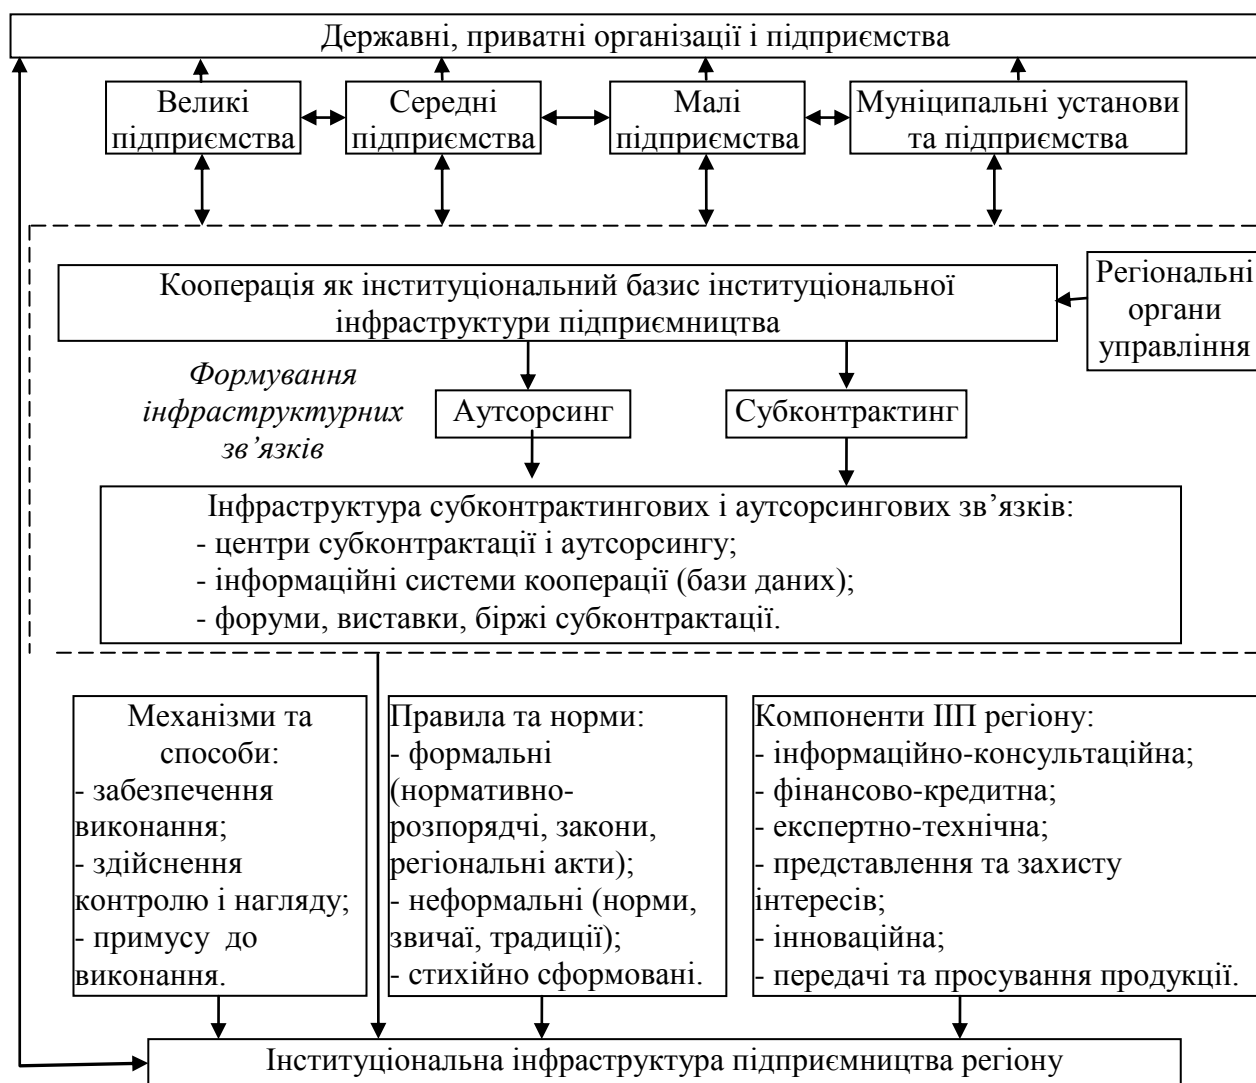 Державні, приватні організації і підприємства
Великі
підприємства
Середні
підприємства
Малі
підприємства
Муніципальні установи
та підприємства
Кооперація як інституціональний базис інституціональної
інфраструктури підприємництва
Регіональні
органи
управління
Формування
інфраструктурних
зв’язків
Аутсорсинг
Субконтрактинг
Інфраструктура субконтрактингових і аутсорсингових зв’язків:
- центри субконтрактації і аутсорсингу;
- інформаційні системи кооперації (бази даних);
- форуми, виставки, біржі субконтрактації.
Механізми та
способи:
- забезпечення
виконання;
- здійснення
контролю і нагляду;
- примусу до
виконання.
Правила та норми:
- формальні
(нормативно-
розпорядчі, закони,
регіональні акти);
- неформальні (норми,
звичаї, традиції);
- стихійно сформовані.
Компоненти ІІП регіону:
- інформаційно-консультаційна;
- фінансово-кредитна;
- експертно-технічна;
- представлення та захисту
інтересів;
- інноваційна;
- передачі та просування продукції.
Інституціональна інфраструктура підприємництва регіону